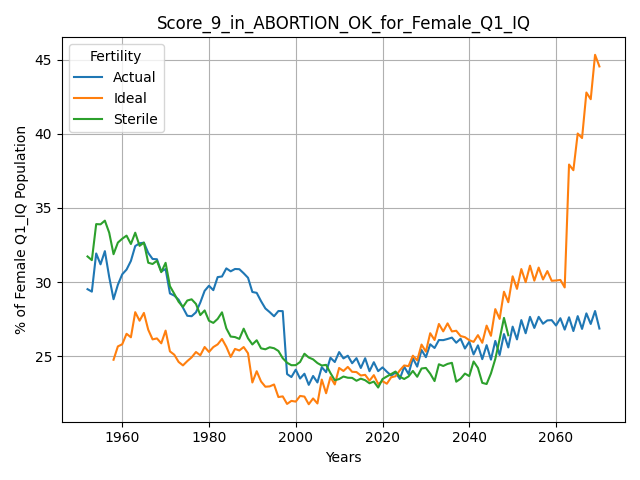 Score_9_in_ABORTION_OK_for_Female_Q1_IQ
Fertility
Actual
Ideal
Sterile
% of Female Q1_IQ Population
45
40
35
30
25
1960
1980
2000
2020
2040
2060
Years